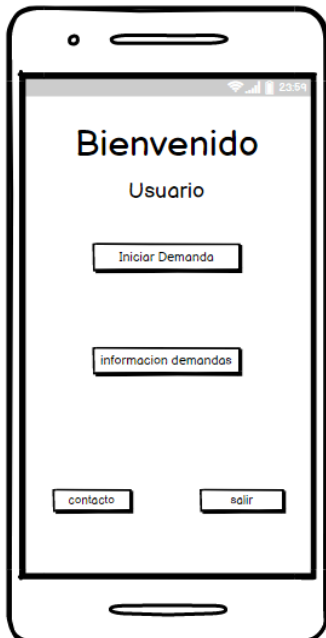 23:59
Bienvenido
Usuario
Iniciar Demanda
informacion demandas
contacto
salir